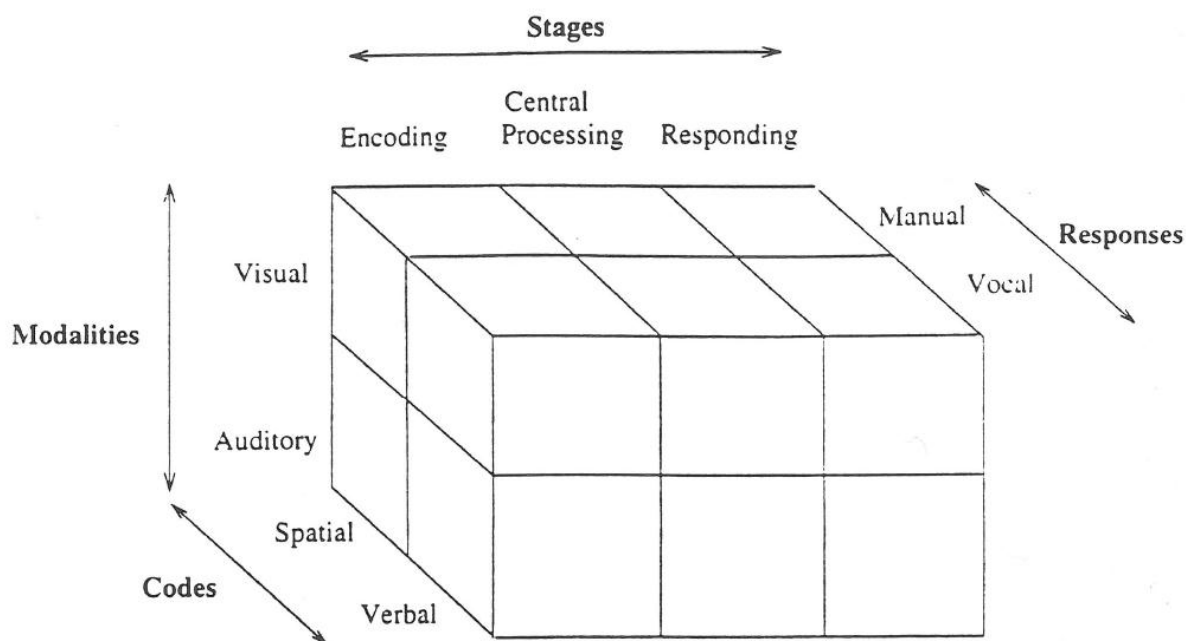 Stages
Central
Encoding Processing Responding
Manual
Responses
Visual
Vocal
Modalities
Auditory
Spatial
Codes
Verbal